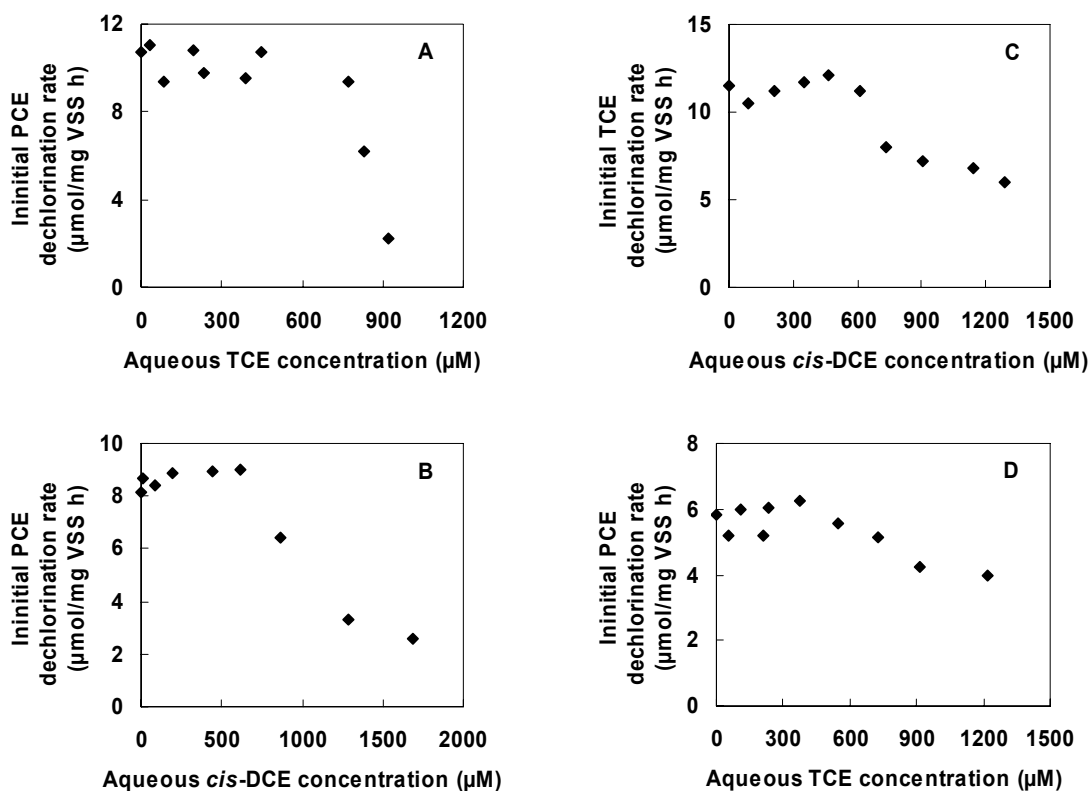 Ininitial PCE
dechlorination rate
(µmol/mg VSS h)
12
8
4
0
A
0 300 600 900 1200
Aqueous TCE concentration (µM)
Ininitial TCE
dechlorination rate
(µmol/mg VSS h)
15
10
5
0
C
0 300 600 900 1200 1500
Aqueous cis-DCE concentration (µM)
Ininitial PCE
dechlorination rate
(µmol/mg VSS h)
10
8
6
4
2
0
B
0 500 1000 1500 2000
Aqueous cis-DCE concentration (µM)
Ininitial PCE
dechlorination rate
(µmol/mg VSS h)
8
6
4
2
0
D
0 300 600 900 1200 1500
Aqueous TCE concentration (µM)